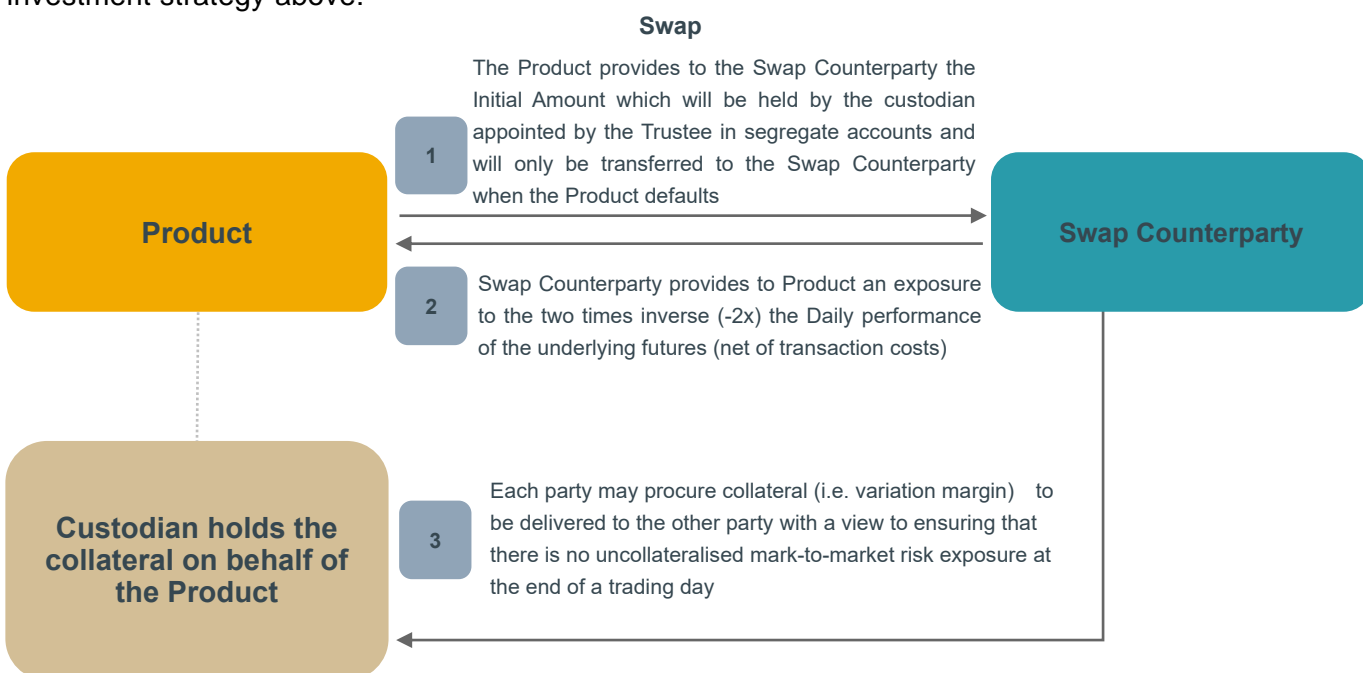 investment strategy above.
Swap
The Product provides to the Swap Counterparty the
Initial Amount which will be held by the custodian
appointed by the Trustee in segregate accounts and
will only be transferred to the Swap Counterparty
when the Product defaults
1
Product
Swap Counterparty
2
Swap Counterparty provides to Product an exposure
to the two times inverse (-2x) the Daily performance
of the underlying futures (net of transaction costs)
Custodian holds the
collateral on behalf of
the Product
3
Each party may procure collateral (i.e. variation margin) to
be delivered to the other party with a view to ensuring that
there is no uncollateralised mark-to-market risk exposure at
the end of a trading day